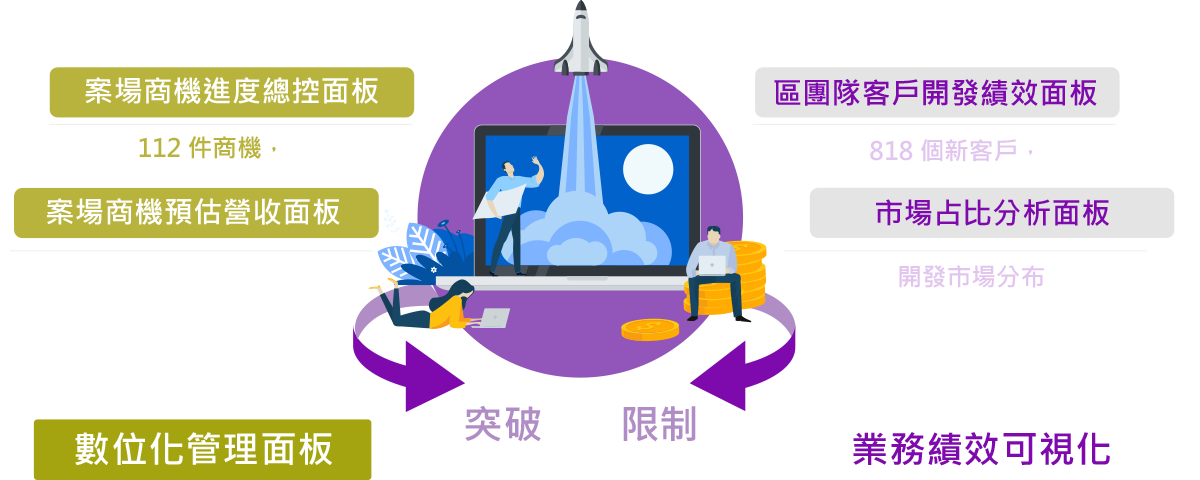 案場商機進度總控面板
112 件商機，
案場商機預估營收面板
區團隊客戶開發績效面板
818 個新客戶，
市場占比分析面板
開發市場分布
突破 限制
數位化管理面板
業務績效可視化